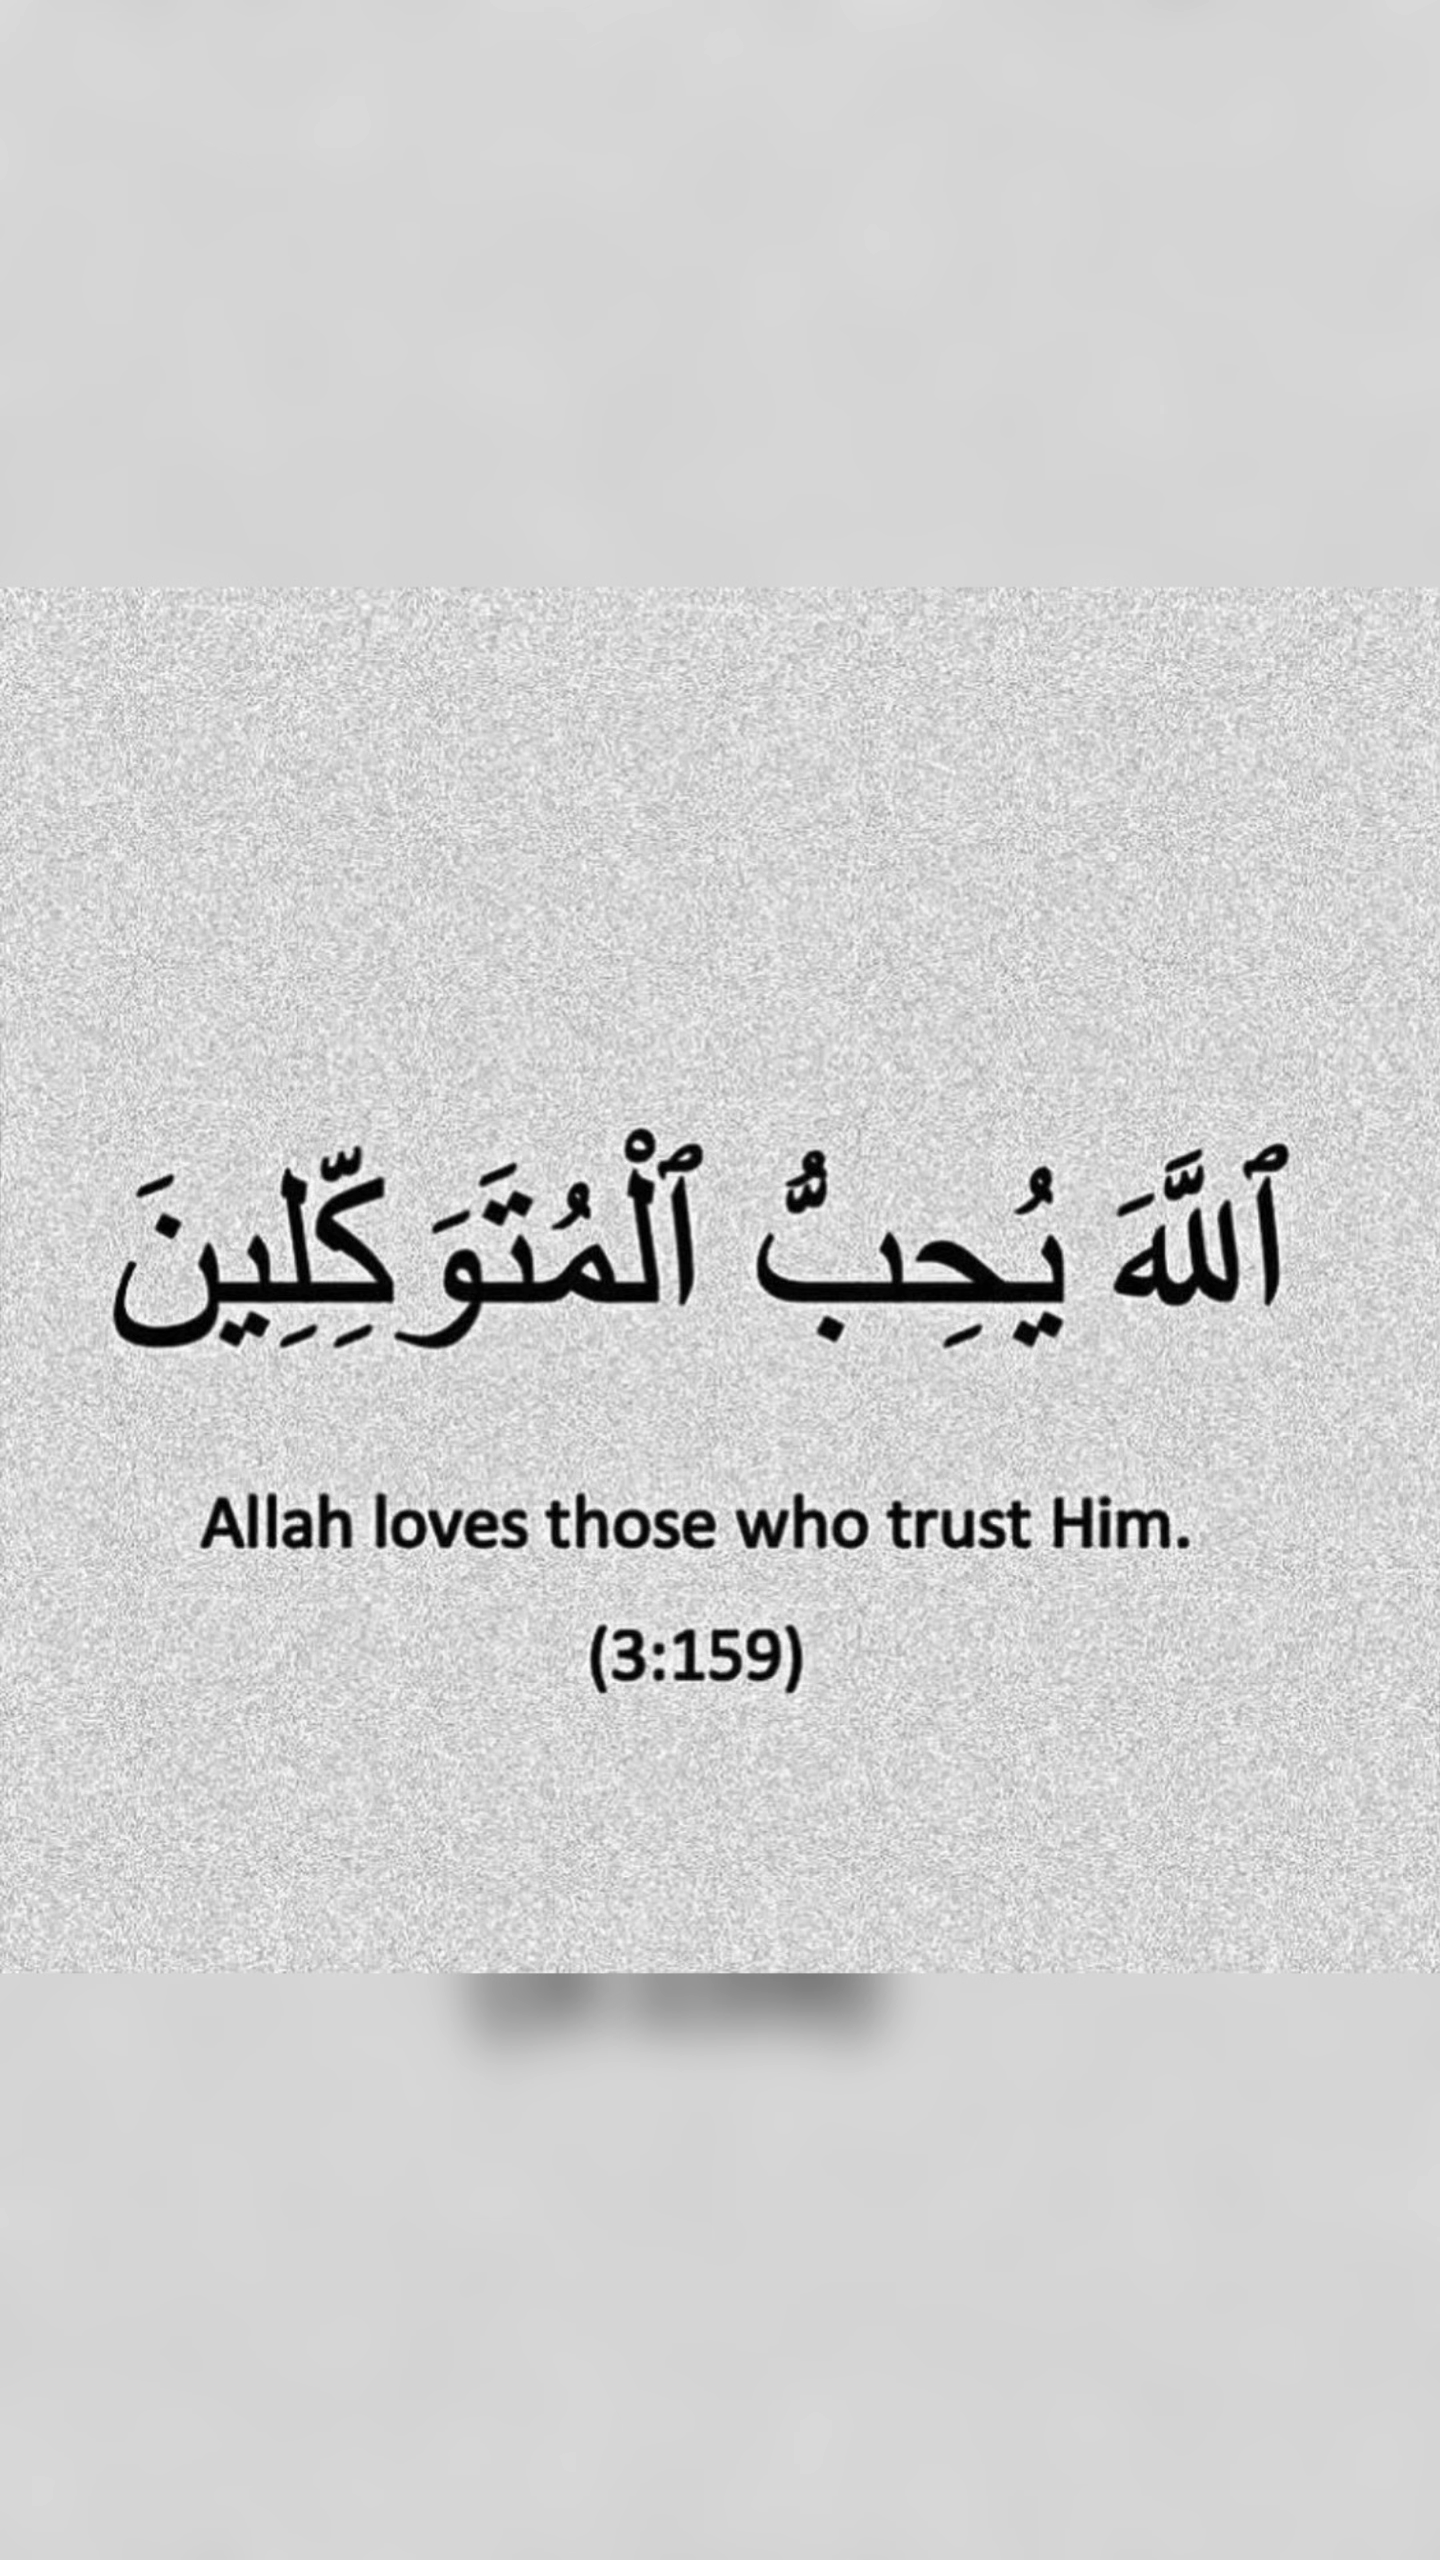 ٱللَّهَ يُحِبُّ ٱلْمُتَوَكِّلِينَ
Allah loves those who trust Him.
(3:159)